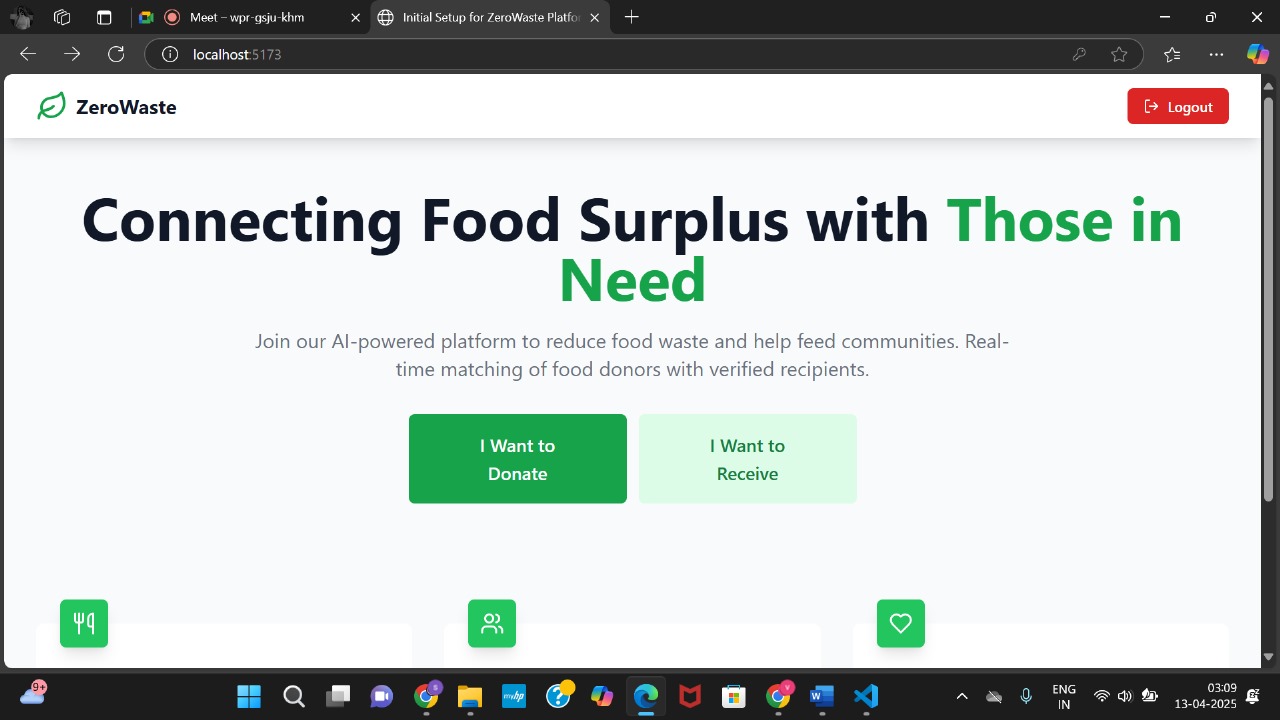 Meet – wpr-gsju-khm
Initial Setup for ZeroWaste Platfor
localhost:5173
ZeroWaste
Logout
Connecting Food Surplus with Those in
Need
Join our AI-powered platform to reduce food waste and help feed communities. Real-
time matching of food donors with verified recipients.
I Want to
Donate
I Want to
Receive
9+
myhp
S
V
W
ENG
IN
03:09
13-04-2025